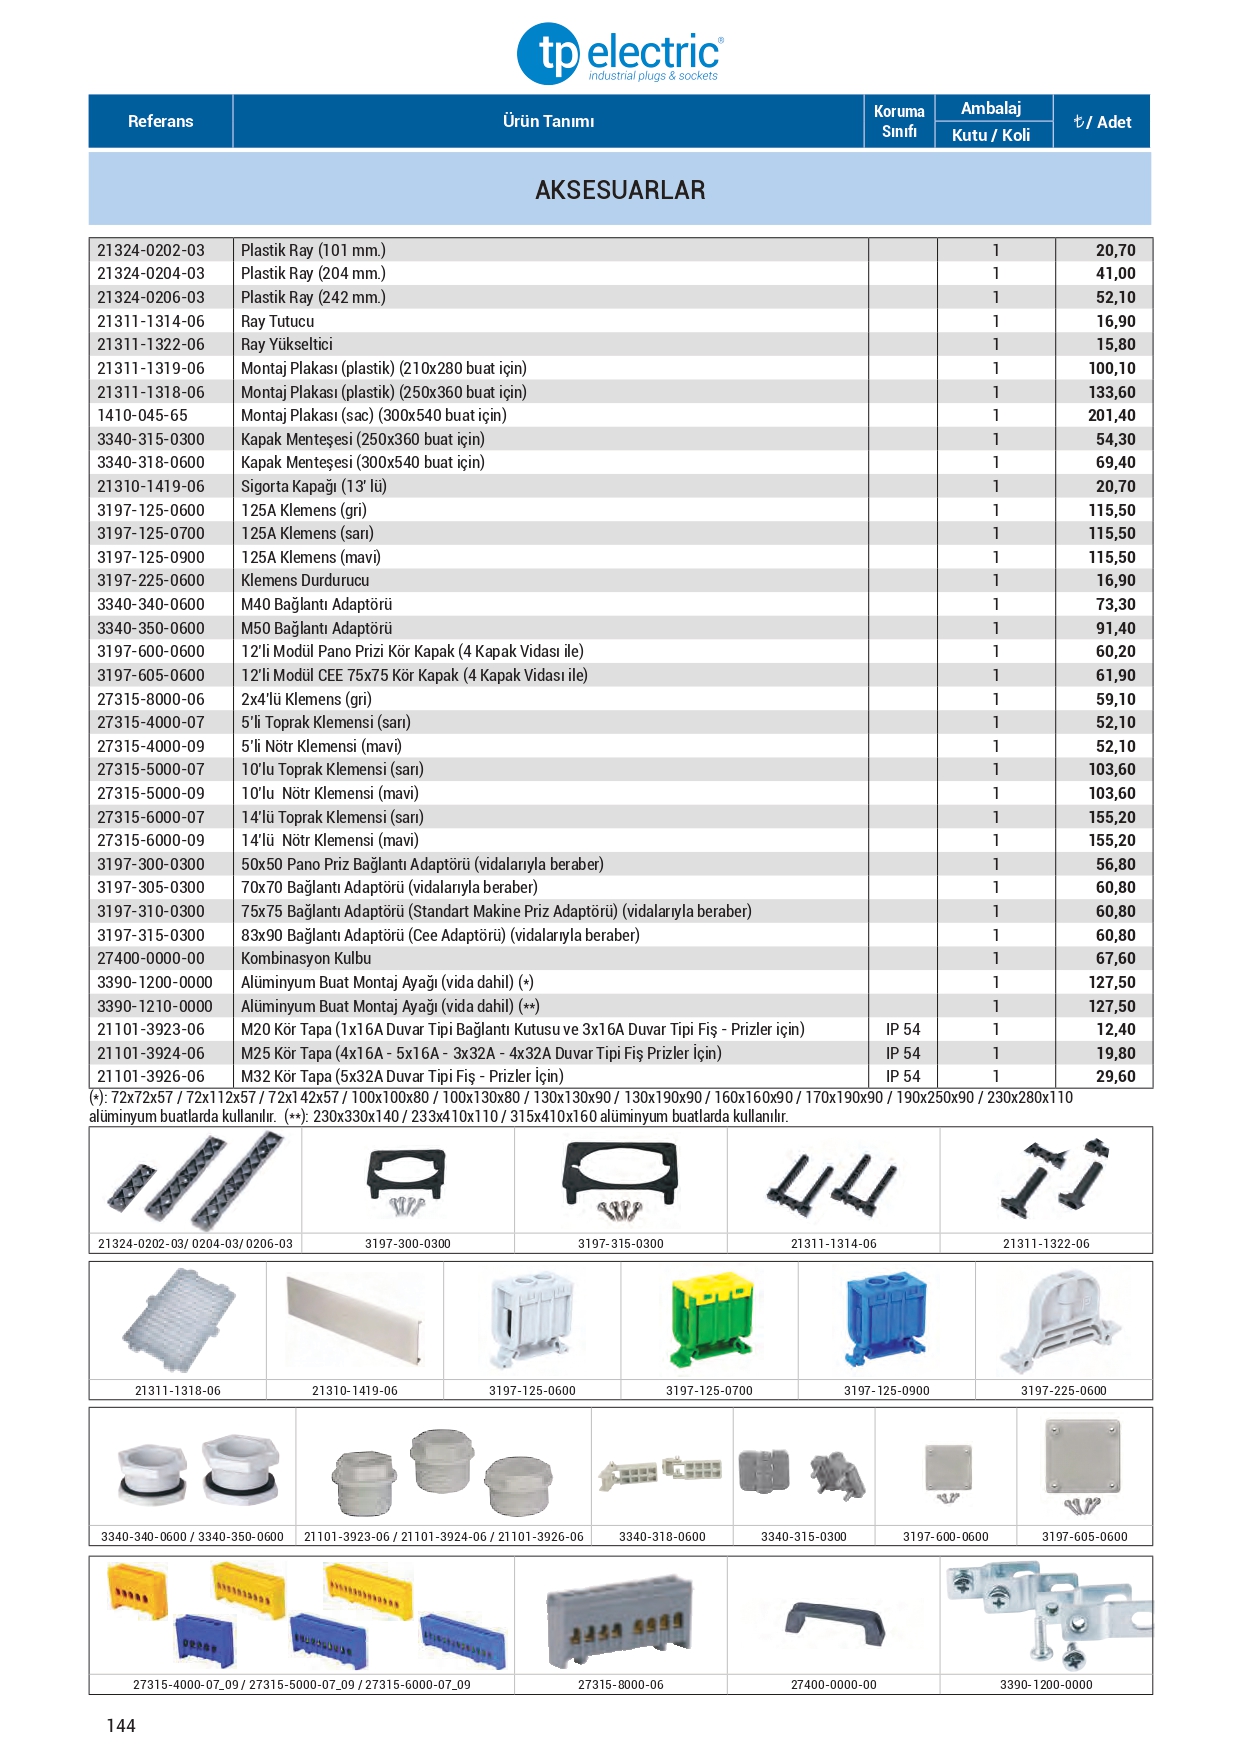 tp electric®
industrial plugs & sockets
Referans Ürün Tanımı Koruma Sınıfı Ambalaj Kutu / Koli ₺/ Adet
AKSESUARLAR
21324-0202-03 Plastik Ray (101 mm.) 1 20,70
21324-0204-03 Plastik Ray (204 mm.) 1 41,00
21324-0206-03 Plastik Ray (242 mm.) 1 52,10
21311-1314-06 Ray Tutucu 1 16,90
21311-1322-06 Ray Yükseltici 1 15,80
21311-1319-06 Montaj Plakası (plastik) (210x280 buat için) 1 100,10
21311-1318-06 Montaj Plakası (plastik) (250x360 buat için) 1 133,60
1410-045-65 Montaj Plakası (sac) (300x540 buat için) 1 201,40
3340-315-0300 Kapak Menteşesi (250x360 buat için) 1 54,30
3340-318-0600 Kapak Menteşesi (300x540 buat için) 1 69,40
21310-1419-06 Sigorta Kapağı (13' lü) 1 20,70
3197-125-0600 125A Klemens (gri) 1 115,50
3197-125-0700 125A Klemens (sarı) 1 115,50
3197-125-0900 125A Klemens (mavi) 1 115,50
3197-225-0600 Klemens Durdurucu 1 16,90
3340-340-0600 M40 Bağlantı Adaptörü 1 73,30
3340-350-0600 M50 Bağlantı Adaptörü 1 91,40
3197-600-0600 12'li Modül Pano Prizi Kör Kapak (4 Kapak Vidası ile) 1 60,20
3197-605-0600 12'li Modül CEE 75x75 Kör Kapak (4 Kapak Vidası ile) 1 61,90
27315-8000-06 2x4'lü Klemens (gri) 1 59,10
27315-4000-07 5'li Toprak Klemensi (sarı) 1 52,10
27315-4000-09 5'li Nötr Klemensi (mavi) 1 52,10
27315-5000-07 10'lu Toprak Klemensi (sarı) 1 103,60
27315-5000-09 10'lu Nötr Klemensi (mavi) 1 103,60
27315-6000-07 14'lü Toprak Klemensi (sarı) 1 155,20
27315-6000-09 14'lü Nötr Klemensi (mavi) 1 155,20
3197-300-0300 50x50 Pano Priz Bağlantı Adaptörü (vidalarıyla beraber) 1 56,80
3197-305-0300 70x70 Bağlantı Adaptörü (vidalarıyla beraber) 1 60,80
3197-310-0300 75x75 Bağlantı Adaptörü (Standart Makine Priz Adaptörü) (vidalarıyla beraber) 1 60,80
3197-315-0300 83x90 Bağlantı Adaptörü (Cee Adaptörü) (vidalarıyla beraber) 1 60,80
27400-0000-00 Kombinasyon Kulbu 1 67,60
3390-1200-0000 Alüminyum Buat Montaj Ayağı (vida dahil) (*) 1 127,50
3390-1210-0000 Alüminyum Buat Montaj Ayağı (vida dahil) (**) 1 127,50
21101-3923-06 M20 Kör Tapa (1x16A Duvar Tipi Bağlantı Kutusu ve 3x16A Duvar Tipi Fiş - Prizler için) IP 54 1 12,40
21101-3924-06 M25 Kör Tapa (4x16A - 5x16A - 3x32A - 4x32A Duvar Tipi Fiş Prizler İçin) IP 54 1 19,80
21101-3926-06 M32 Kör Tapa (5x32A Duvar Tipi Fiş - Prizler İçin) IP 54 1 29,60
(*): 72x72x57 / 72x112x57 / 72x142x57 / 100x100x80 / 100x130x80 / 130x130x90 / 130x190x90 / 160x160x90 / 170x190x90 / 190x250x90 / 230x280x110
alüminyum buatlarda kullanılır. (**): 230x330x140 / 233x410x110 / 315x410x160 alüminyum buatlarda kullanılır.
21324-0202-03/ 0204-03/ 0206-03 3197-300-0300 3197-315-0300 21311-1314-06 21311-1322-06
21311-1318-06 21310-1419-06 3197-125-0600 3197-125-0700 3197-125-0900 3197-225-0600
3340-340-0600 / 3340-350-0600 21101-3923-06 / 21101-3924-06 / 21101-3926-06 3340-318-0600 3340-315-0300 3197-600-0600 3197-605-0600
27315-4000-07_09 / 27315-5000-07_09 / 27315-6000-07_09 27315-8000-06 27400-0000-00 3390-1200-0000
144